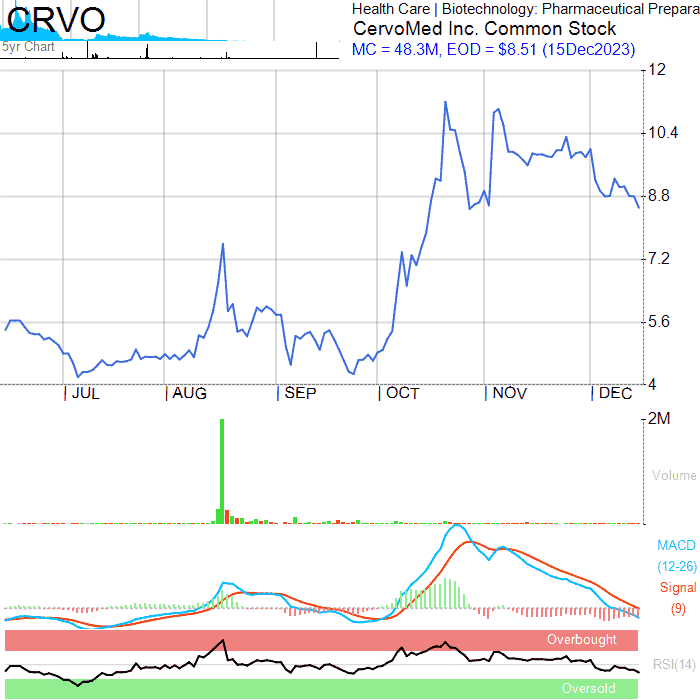 CRVO
5yr Chart
Health Care | Biotechnology: Pharmaceutical Prepara
CervoMed Inc. Common Stock
MC = 48.3M, EOD = $8.51 (15Dec2023)
12
10.4
8.8
7.2
5.6
4
JUL
AUG
SEP
OCT
NOV
DEC
2M
Volume
MACD
(12-26)
Signal
(9)
Overbought
RSI(14)
Oversold